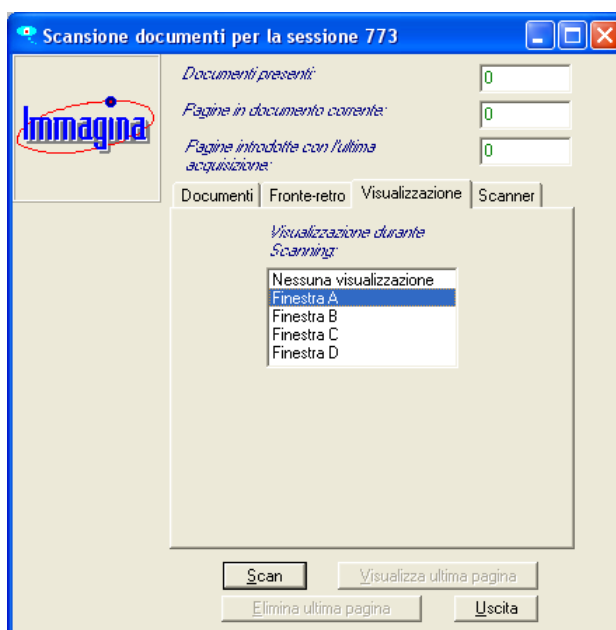 Scansione documenti per la sessione 773
Immagina
Documenti presenti: 0
Pagine in documento corrente: 0
Pagine introdotte con l'ultima
acquisizione: 0
Documenti Fronte-retro Visualizzazione Scanner
Visualizzazione durante
Scanning:
Nessuna visualizzazione
Finestra A
Finestra B
Finestra C
Finestra D
Scan Visualizza ultima pagina
Elimina ultima pagina Uscita